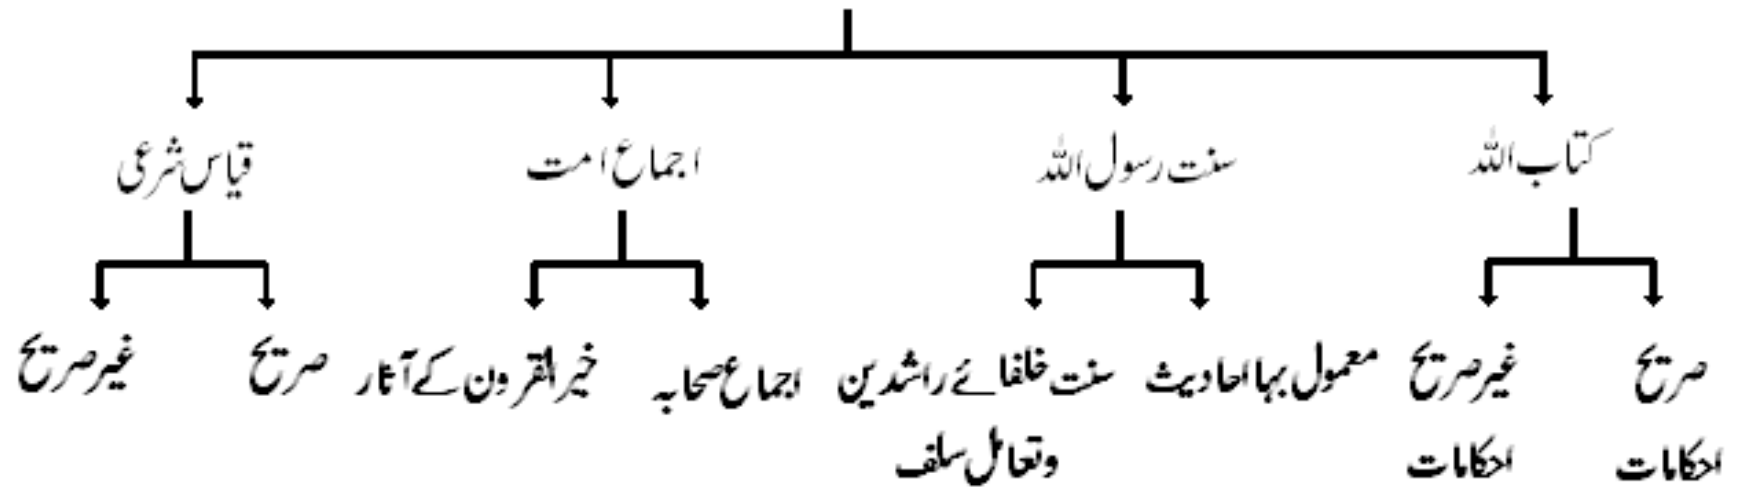 کتاب اللہ سنت رسول اللہ اجماع امت قیاس شرعی
صریح غیر صریح معمول بہا احادیث سنت خلفائے راشدین اجماع صحابہ خیر القرون کے آثار صریح غیر صریح
احکامات احکامات وتعامل سلف